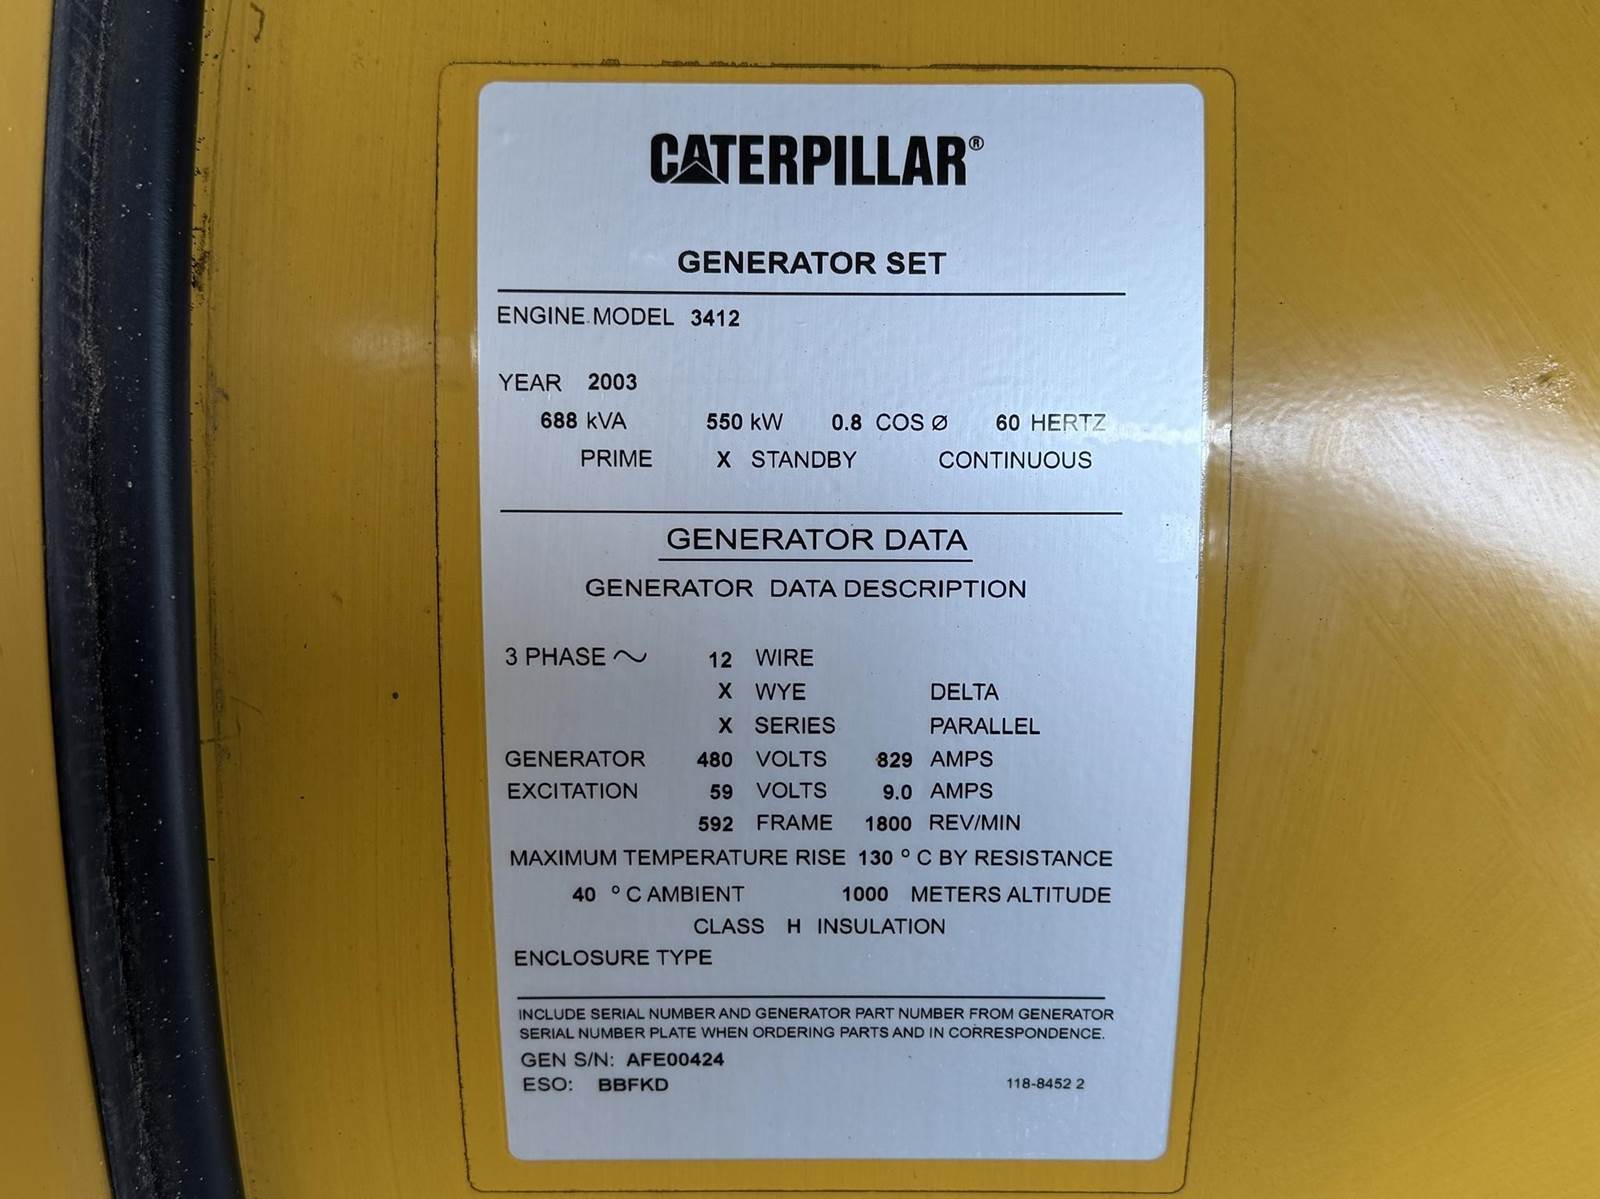 CATERPILLAR®
GENERATOR SET
ENGINE MODEL 3412
YEAR 2003
688 kVA 550 kW 0.8 COS Ø 60 HERTZ
PRIME X STANDBY CONTINUOUS
GENERATOR DATA
GENERATOR DATA DESCRIPTION
3 PHASE ~ 12 WIRE
X WYE DELTA
X SERIES PARALLEL
GENERATOR 480 VOLTS 829 AMPS
EXCITATION 59 VOLTS 9.0 AMPS
592 FRAME 1800 REV/MIN
MAXIMUM TEMPERATURE RISE 130 ° C BY RESISTANCE
40 ° C AMBIENT 1000 METERS ALTITUDE
CLASS H INSULATION
ENCLOSURE TYPE
INCLUDE SERIAL NUMBER AND GENERATOR PART NUMBER FROM GENERATOR
SERIAL NUMBER PLATE WHEN ORDERING PARTS AND IN CORRESPONDENCE.
GEN S/N: AFE00424
ESO: BBFKD 118-8452 2